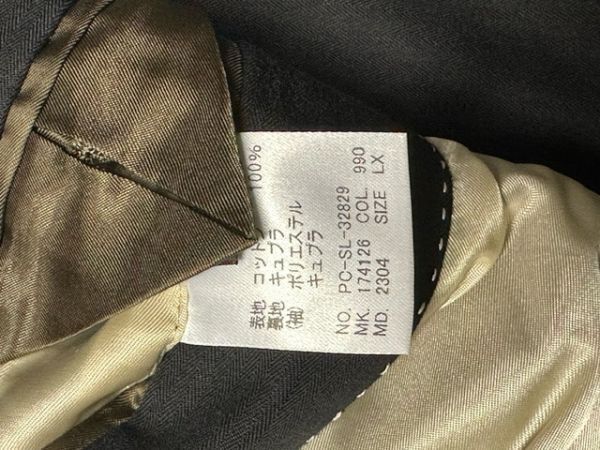 表地 コットン 100%
裏地 キュプラ
ポリエステル
(袖) キュプラ
NO. PC-SL-32829
MK. 174126 COL. 990
MD. 2304 SIZE LX